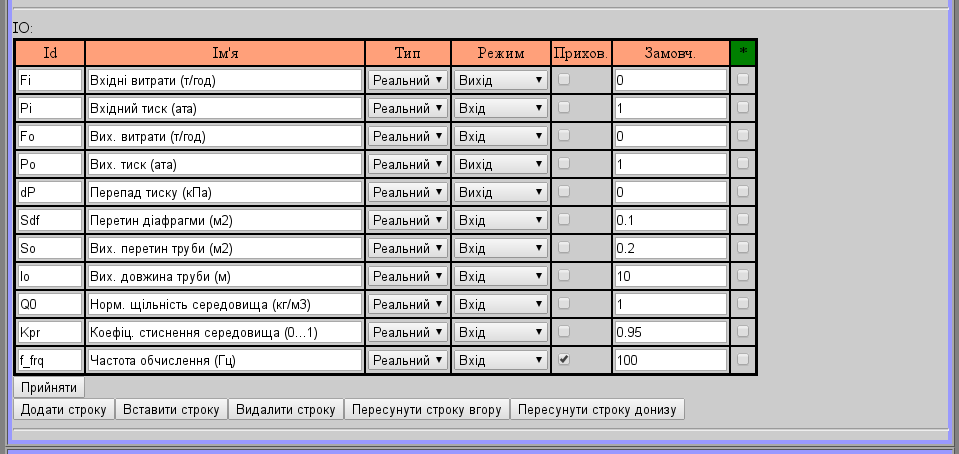 IO:
Id Ім'я Тип Режим Прихов. Замовч. *
Fi Вхідні витрати (т/год) Реальний Вихід 0
Pi Вхідний тиск (ата) Реальний Вхід 1
Fo Вих. витрати (т/год) Реальний Вхід 0
Po Вих. тиск (ата) Реальний Вихід 1
dP Перепад тиску (кПа) Реальний Вихід 0
Sdf Перетин діафрагми (м2) Реальний Вхід 0.1
So Вих. перетин труби (м2) Реальний Вхід 0.2
lo Вих. довжина труби (м) Реальний Вхід 10
Q0 Норм. щільність середовища (кг/м3) Реальний Вхід 1
Kpr Коефіц. стиснення середовища (0...1) Реальний Вхід 0.95
f_frq Частота обчислення (Гц) Реальний Вхід 100
Прийняти
Додати строку Вставити строку Видалити строку Пересунути строку вгору Пересунути строку донизу